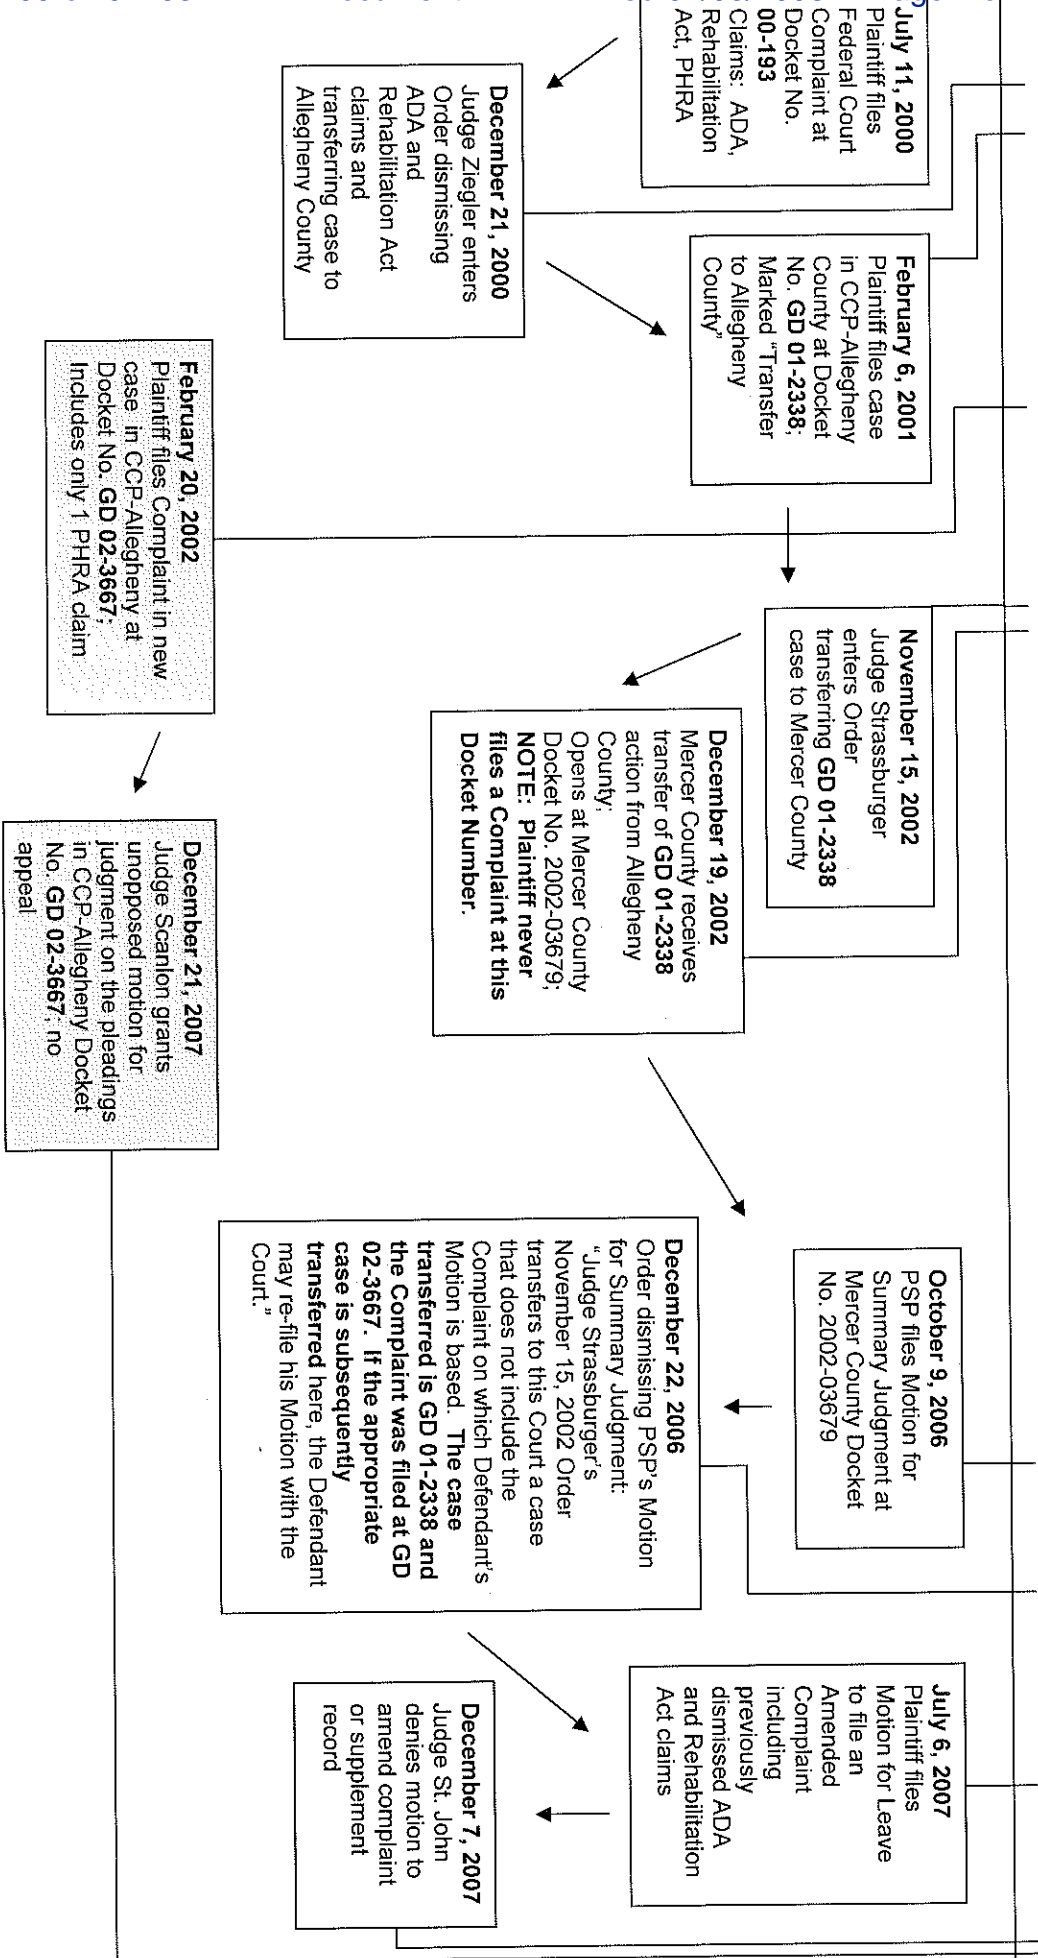 July 11, 2000
Plaintiff files
Federal Court
Complaint at
Docket No.
00-193
Claims: ADA,
Rehabilitation
Act, PHRA
December 21, 2000
Judge Ziegler enters
Order dismissing
ADA and
Rehabilitation Act
claims and
transferring case to
Allegheny County
February 6, 2001
Plaintiff files case
in CCP-Allegheny
County at Docket
No. GD 01-2338;
Marked “Transfer
to Allegheny
County”
February 20, 2002
Plaintiff files Complaint in new
case in CCP-Allegheny at
Docket No. GD 02-3667;
Includes only 1 PHRA claim
November 15, 2002
Judge Strassburger
enters Order
transferring GD 01-2338
case to Mercer County
December 19, 2002
Mercer County receives
transfer of GD 01-2338
action from Allegheny
County;
Opens at Mercer County
Docket No. 2002-03679;
NOTE: Plaintiff never
files a Complaint at this
Docket Number.
October 9, 2006
PSP files Motion for
Summary Judgment at
Mercer County Docket
No. 2002-03679
December 22, 2006
Order dismissing PSP's Motion
for Summary Judgment:
“Judge Strassburger's
November 15, 2002 Order
transfers to this Court a case
that does not include the
Complaint on which Defendant's
Motion is based. The case
transferred is GD 01-2338 and
the Complaint was filed at GD
02-3667. If the appropriate
case is subsequently
transferred here, the Defendant
may re-file his Motion with the
Court.”
July 6, 2007
Plaintiff files
Motion for Leave
to file an
Amended
Complaint
including
previously
dismissed ADA
and Rehabilitation
Act claims
December 7, 2007
Judge St. John
denies motion to
amend complaint
or supplement
record
December 21, 2007
Judge Scanlon grants
unopposed motion for
judgment on the pleadings
in CCP-Allegheny Docket
No. GD 02-3667; no
appeal